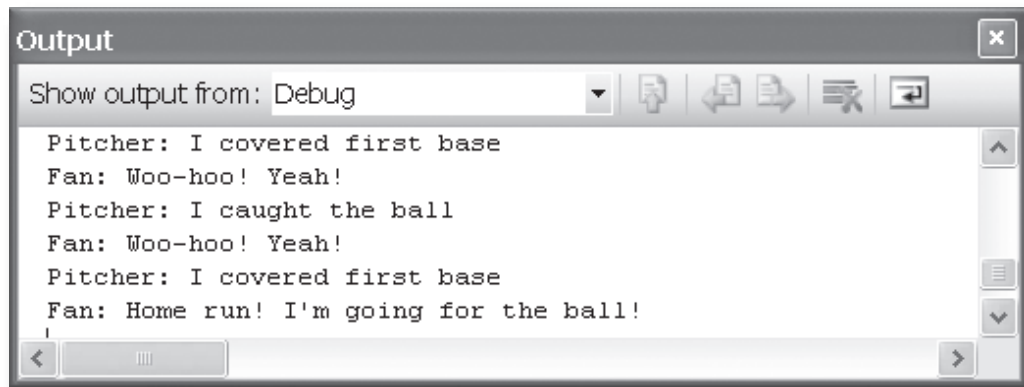 Output
Show output from: Debug
Pitcher: I covered first base
Fan: Woo-hoo! Yeah!
Pitcher: I caught the ball
Fan: Woo-hoo! Yeah!
Pitcher: I covered first base
Fan: Home run! I'm going for the ball!